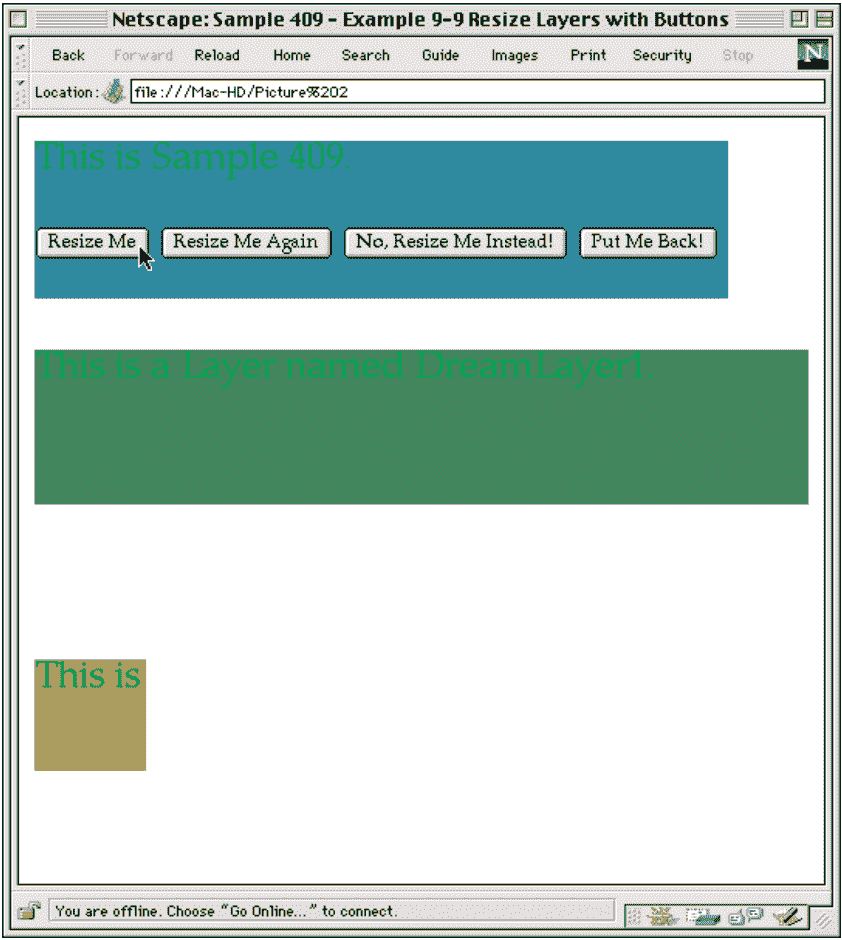 Netscape: Sample 409 - Example 9-9 Resize Layers with Buttons
Back Forward Reload Home Search Guide Images Print Security Stop N
Location: file:///Mac-HD/Picture%202
This is Sample 409.
Resize Me Resize Me Again No, Resize Me Instead! Put Me Back!
This is a Layer named DreamLayer1.
This is
You are offline. Choose "Go Online..." to connect.